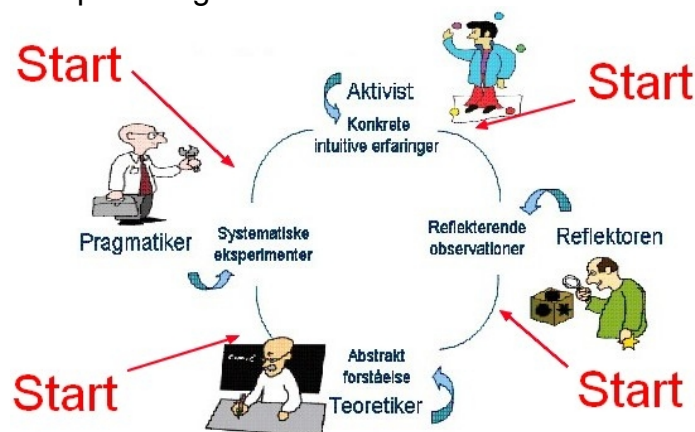 Start
Start
Aktivist
Konkrete
intuitive erfaringer
Pragmatiker
Systematiske
eksperimenter
Reflekterende
observationer
Reflektoren
Abstrakt
forståelse
Teoretiker
Start
Start